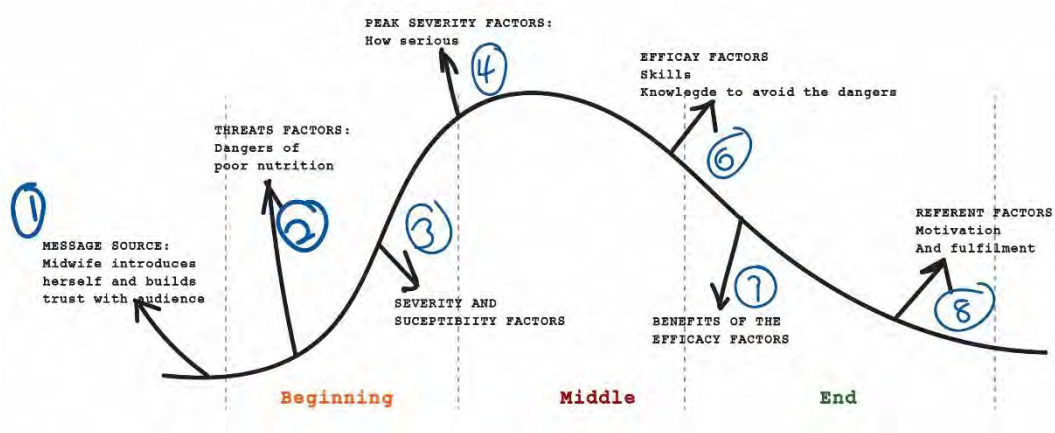 1
MESSAGE SOURCE:
Midwife introduces
herself and builds
trust with audience
THREATS FACTORS:
Dangers of
poor nutrition
2
3
SEVERITY AND
SUCEPTIBIITY FACTORS
PEAK SEVERITY FACTORS:
How serious
4
EFFICAY FACTORS
Skills
Knowlegde to avoid the dangers
6
7
BENEFITS OF THE
EFFICACY FACTORS
REFERENT FACTORS
Motivation
And fulfilment
8
Beginning
Middle
End